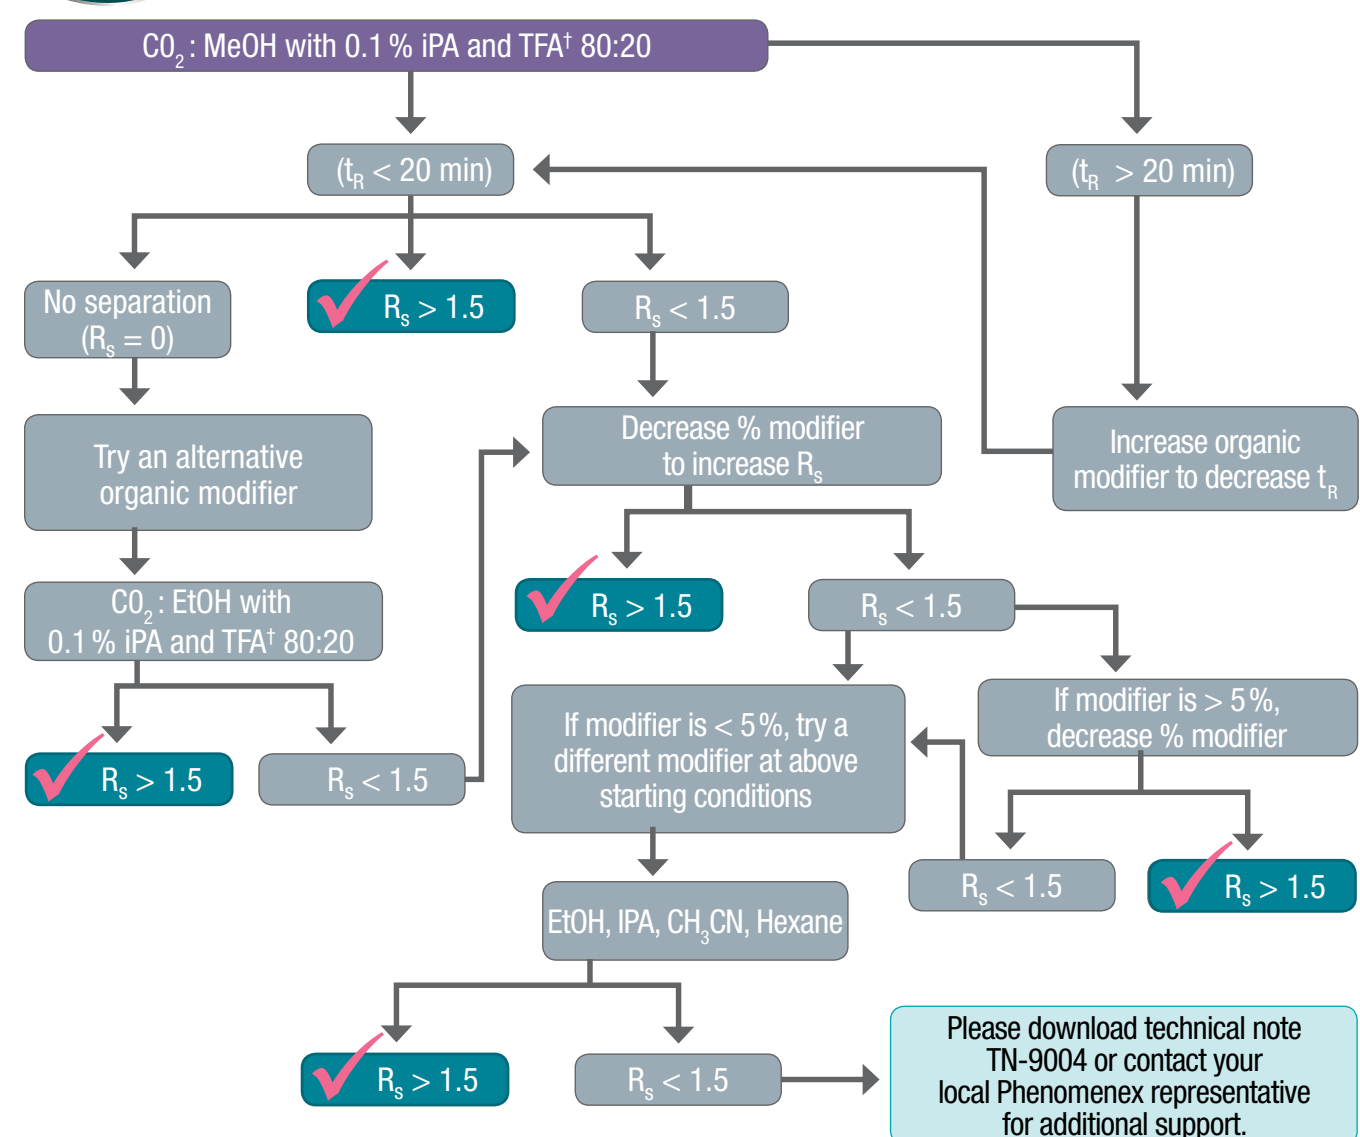 C0₂ : MeOH with 0.1 % iPA and TFA† 80:20
(tR < 20 min)
(tR > 20 min)
No separation
(Rs = 0)
Rs > 1.5
Rs < 1.5
Try an alternative
organic modifier
Decrease % modifier
to increase Rs
Increase organic
modifier to decrease tR
C0₂ : EtOH with
0.1 % iPA and TFA† 80:20
Rs > 1.5
Rs < 1.5
Rs > 1.5
Rs < 1.5
If modifier is < 5 %, try a
different modifier at above
starting conditions
If modifier is > 5 %,
decrease % modifier
Rs < 1.5
Rs > 1.5
EtOH, IPA, CH₃CN, Hexane
Rs > 1.5
Rs < 1.5
Please download technical note
TN-9004 or contact your
local Phenomenex representative
for additional support.